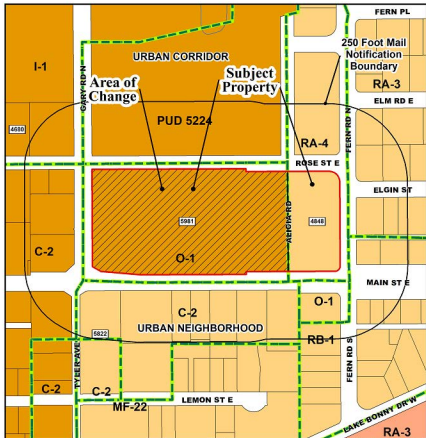 FERN PL
I-1
GARY RD N
URBAN CORRIDOR
250 Foot Mail
Notification
Boundary
Area of
Change
Subject
Property
RA-3
ELM RD E
4680
PUD 5224
FERN RD N
RA-4
ROSE ST E
ELGIN ST
ALICIA RD
5981
4848
C-2
O-1
MAIN ST E
C-2
O-1
5822
URBAN NEIGHBORHOOD
RB-1
TYLER AVE
FERN RD S
C-2
C-2
MF-22
LEMON ST E
LAKE BONNY DR W
RA-3